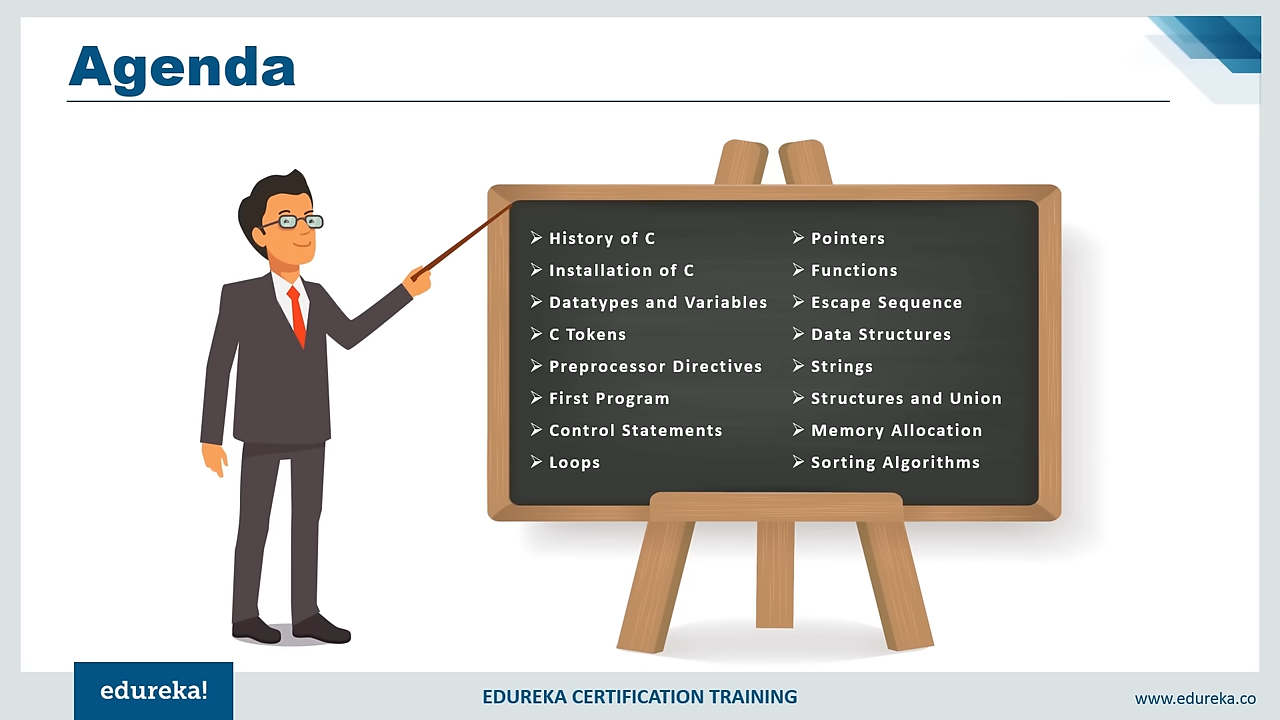 Agenda
➢ History of C
➢ Installation of C
➢ Datatypes and Variables
➢ C Tokens
➢ Preprocessor Directives
➢ First Program
➢ Control Statements
➢ Loops
➢ Pointers
➢ Functions
➢ Escape Sequence
➢ Data Structures
➢ Strings
➢ Structures and Union
➢ Memory Allocation
➢ Sorting Algorithms
edureka!
EDUREKA CERTIFICATION TRAINING
www.edureka.co